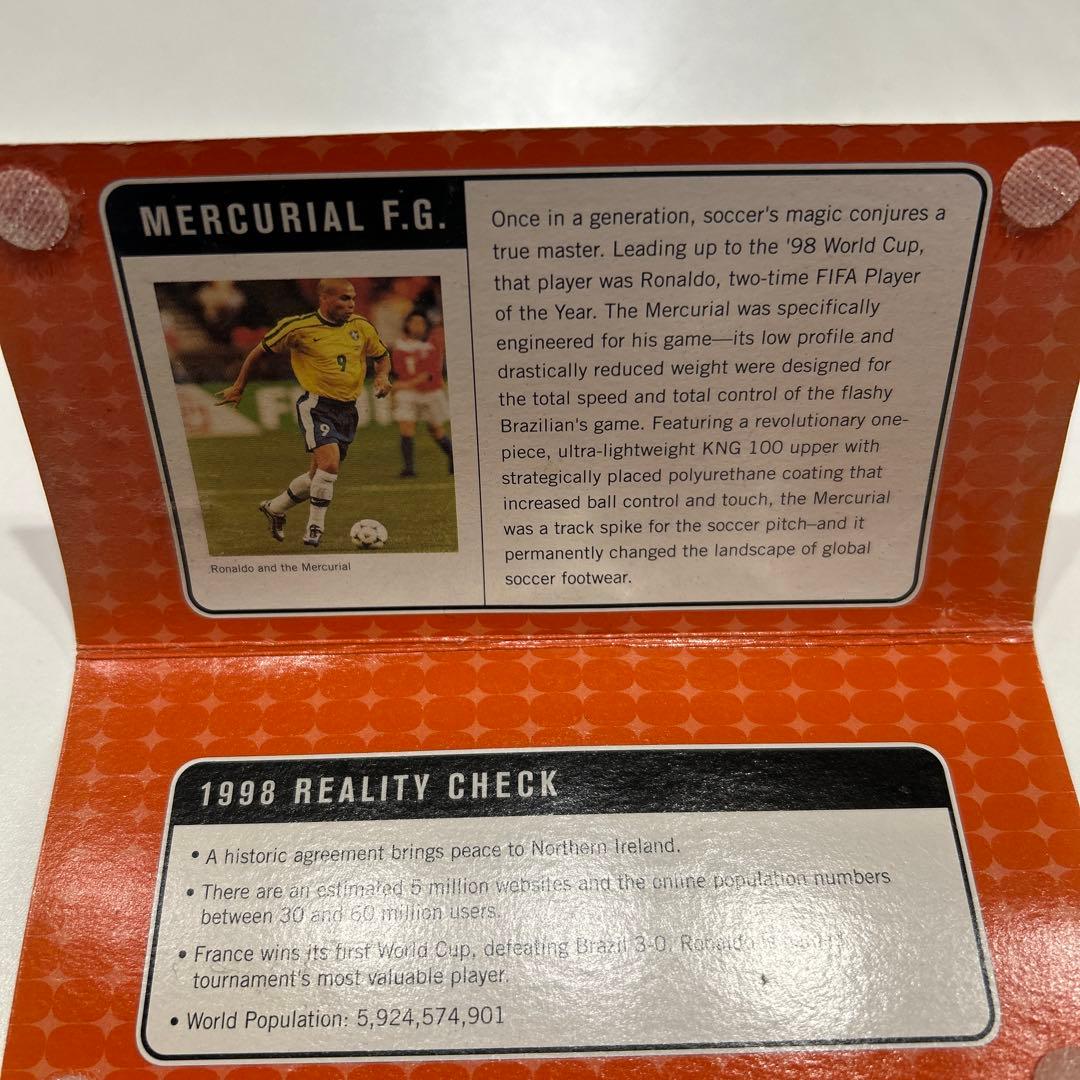 MERCURIAL F.G.
9
9
Ronaldo and the Mercurial
Once in a generation, soccer's magic conjures a
true master. Leading up to the '98 World Cup,
that player was Ronaldo, two-time FIFA Player
of the Year. The Mercurial was specifically
engineered for his game—its low profile and
drastically reduced weight were designed for
the total speed and total control of the flashy
Brazilian's game. Featuring a revolutionary one-
piece, ultra-lightweight KNG 100 upper with
strategically placed polyurethane coating that
increased ball control and touch, the Mercurial
was a track spike for the soccer pitch—and it
permanently changed the landscape of global
soccer footwear.
1998 REALITY CHECK
• A historic agreement brings peace to Northern Ireland.
• There are an estimated 5 million websites and the online population numbers
between 30 and 60 million users.
• France wins its first World Cup, defeating Brazil 3-0. Ronaldo
tournament's most valuable player.
• World Population: 5,924,574,901